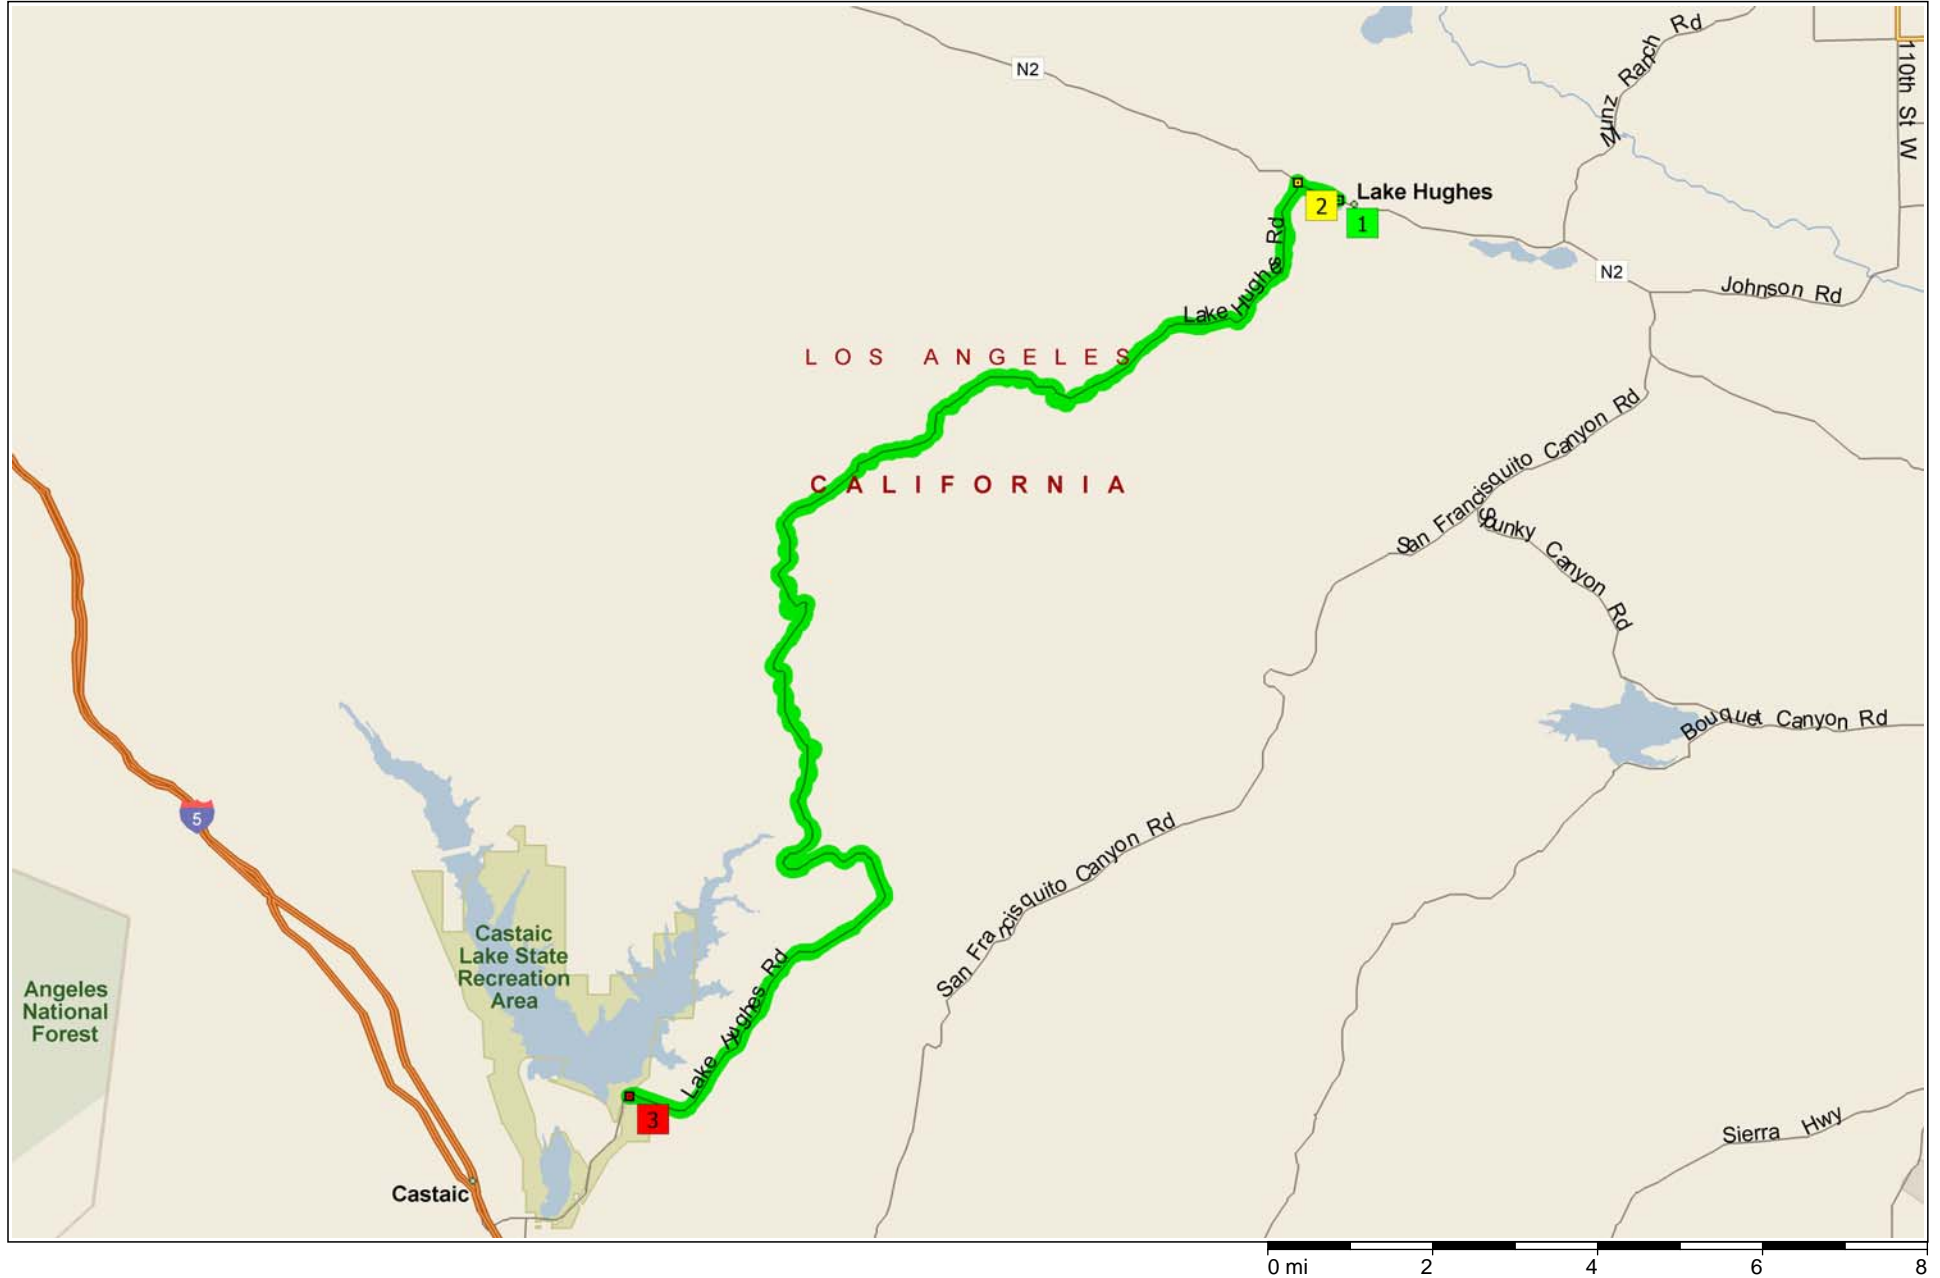 Munz Ranch Rd
110th St W
N2
Lake Hughes
2
1
Lake Hughes Rd
N2
Johnson Rd
LOS ANGELES
CALIFORNIA
San Francisquito Canyon Rd
Spunky Canyon Rd
Bouquet Canyon Rd
5
San Francisquito Canyon Rd
Castaic
Lake State
Recreation
Area
Angeles
National
Forest
Lake Hughes Rd
3
Sierra Hwy
Castaic
0 mi 2 4 6 8